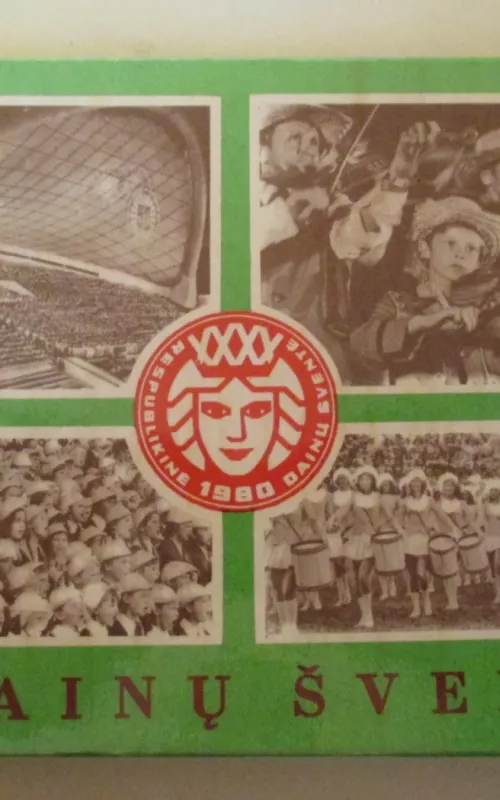 RESPUBLIKINĖ 1980 DAINŲ ŠVENTĖ
AINŲ ŠVE